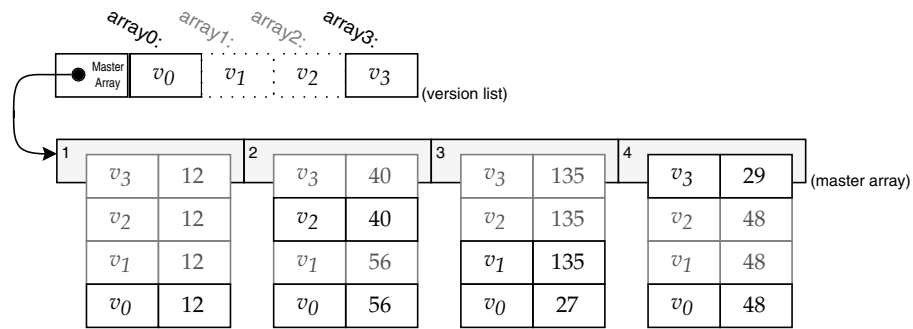 array0: array1: array2: array3:
Master Array v0 v1 v2 v3
(version list)
1 2 3 4
v3 12 v3 40 v3 135 v3 29
(master array)
v2 12 v2 40 v2 135 v2 48
v1 12 v1 56 v1 135 v1 48
v0 12 v0 56 v0 27 v0 48